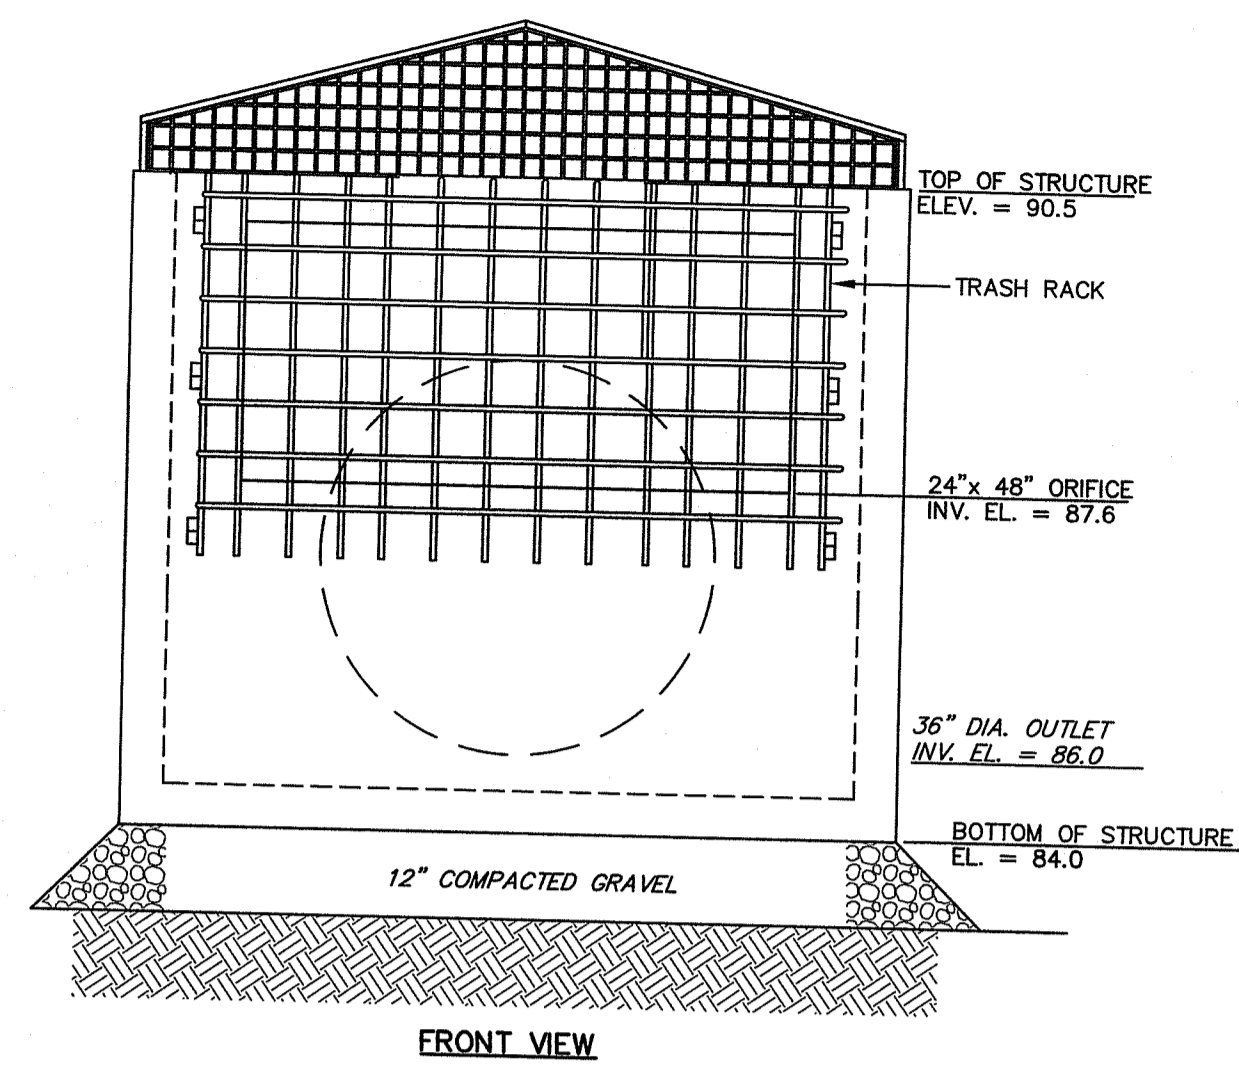 TOP OF STRUCTURE
ELEV. = 90.5
TRASH RACK
24"x 48" ORIFICE
INV. EL. = 87.6
36" DIA. OUTLET
INV. EL. = 86.0
BOTTOM OF STRUCTURE
EL. = 84.0
12" COMPACTED GRAVEL
FRONT VIEW